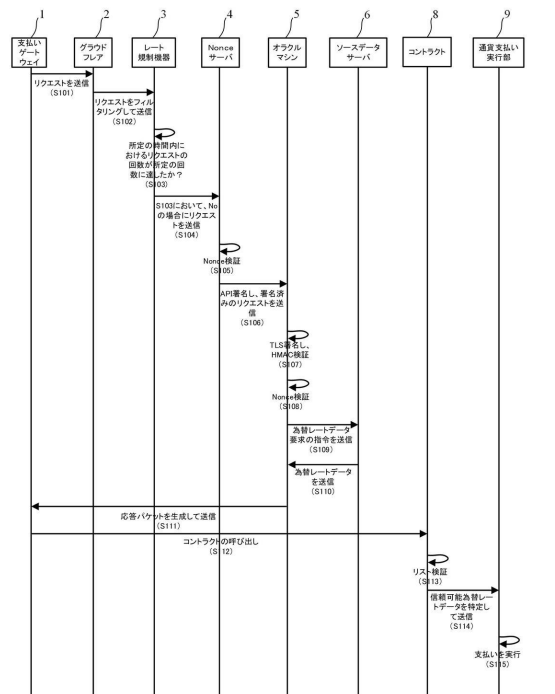 1
2
3
4
5
6
8
9
支払い
ゲート
ウェイ
グラウド
フレア
レート
規制機器
Nonce
サーバ
オラクル
マシン
ソースデータ
サーバ
コントラクト
通貨支払い
実行部
リクエストを送信
(S101)
リクエストをフィル
タリングして送信
(S102)
所定の時間内に
おけるリクエストの
回数が所定の回
数に達したか？
(S103)
S103において、No
の場合にリクエス
トを送信
(S104)
Nonce検証
(S105)
API署名し、署名済
みのリクエストを送
信
(S106)
TLS署名し、
HMAC検証
(S107)
Nonce検証
(S108)
為替レートデータ
要求の指令を送信
(S109)
為替レートデータ
を送信
(S110)
応答パケットを生成して送信
(S111)
コントラクトの呼び出し
(S112)
リスト検証
(S113)
信頼可能為替レー
トデータを特定し
て送信
(S114)
支払いを実行
(S115)